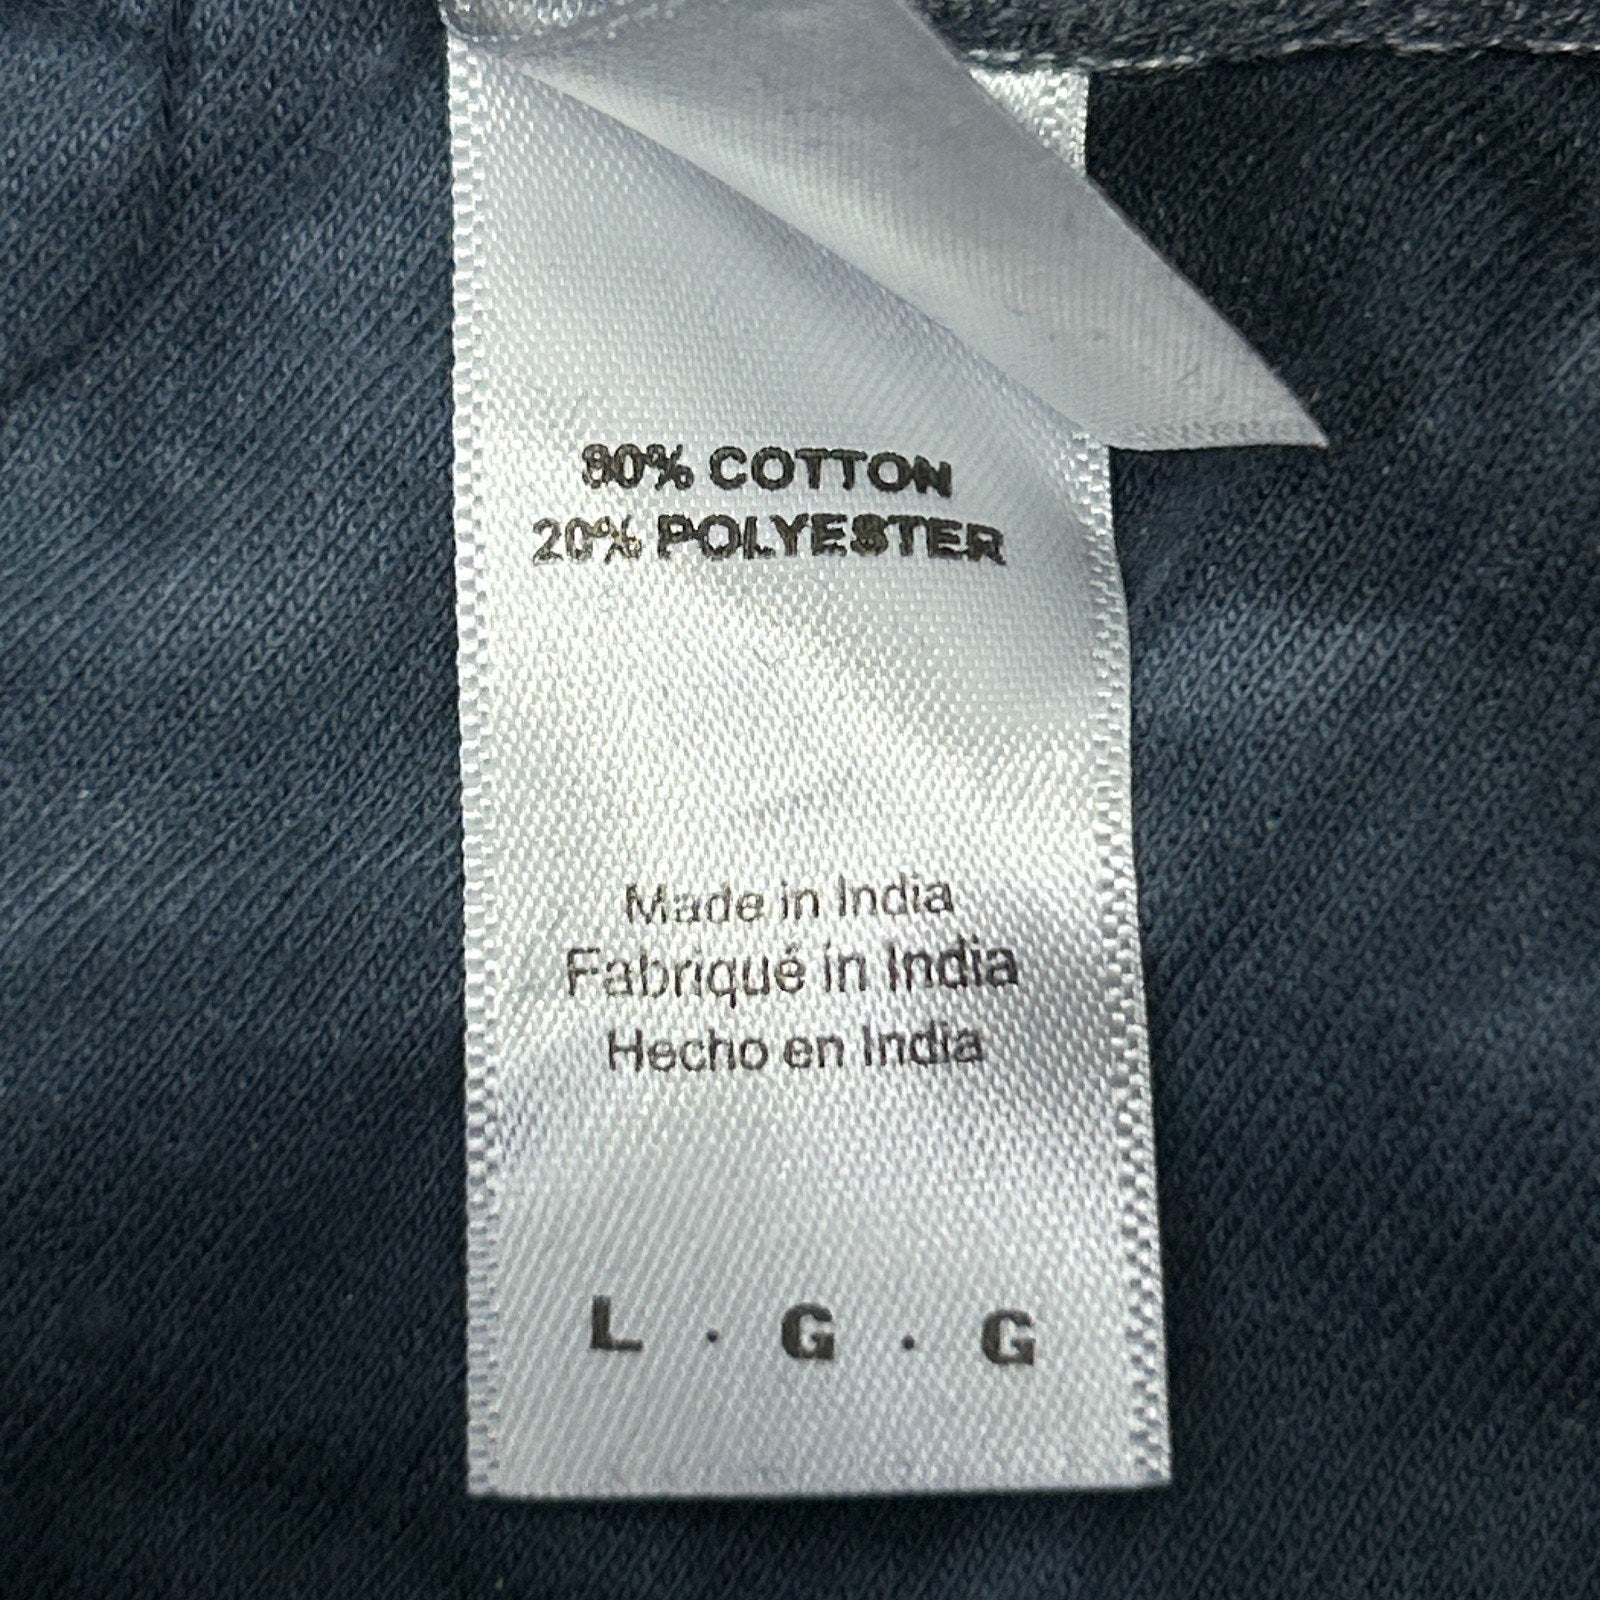 80% COTTON
20% POLYESTER
Made in India
Fabriqué in India
Hecho en India
L . G . G